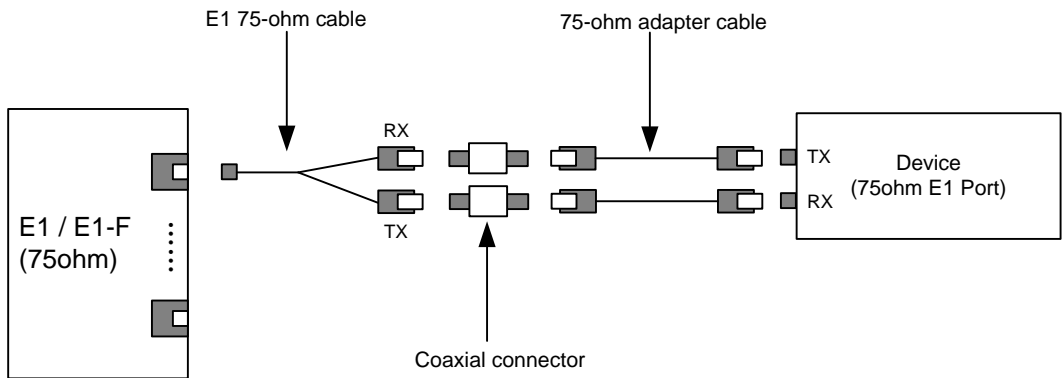 E1 75-ohm cable
75-ohm adapter cable
RX
TX
E1 / E1-F
(75ohm)
Device
(75ohm E1 Port)
TX
RX
Coaxial connector